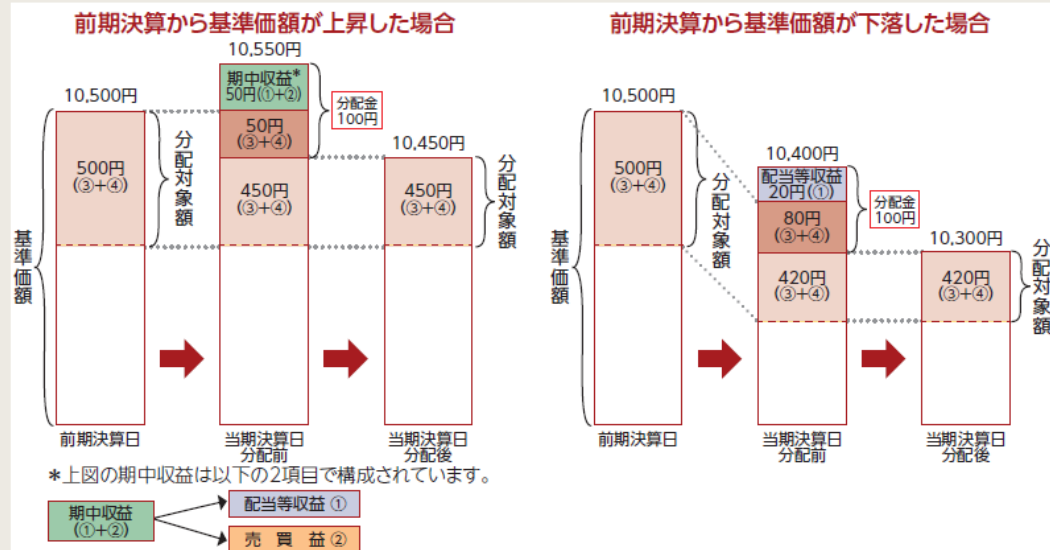 前期決算から基準価額が上昇した場合
10,500円
500円
(③+④)
分配対象額
基準価額
前期決算日
10,550円
期中収益*
50円(①+②)
50円
(③+④)
450円
(③+④)
分配金
100円
当期決算日
分配前
10,450円
450円
(③+④)
分配対象額
当期決算日
分配後
*上図の期中収益は以下の2項目で構成されています。
期中収益
(①+②)
配当等収益 ①
売 買 益 ②
前期決算から基準価額が下落した場合
10,500円
500円
(③+④)
分配対象額
基準価額
前期決算日
10,400円
配当等収益
20円(①)
80円
(③+④)
420円
(③+④)
分配金
100円
当期決算日
分配前
10,300円
420円
(③+④)
分配対象額
当期決算日
分配後